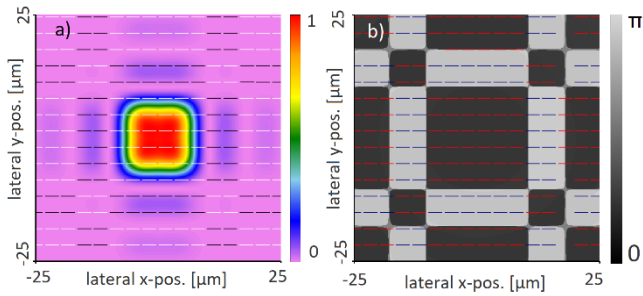 a)
1
25
lateral y-pos. [μm]
-25
0
-25
lateral x-pos. [μm]
25
b)
π
25
lateral y-pos. [μm]
-25
0
-25
lateral x-pos. [μm]
25